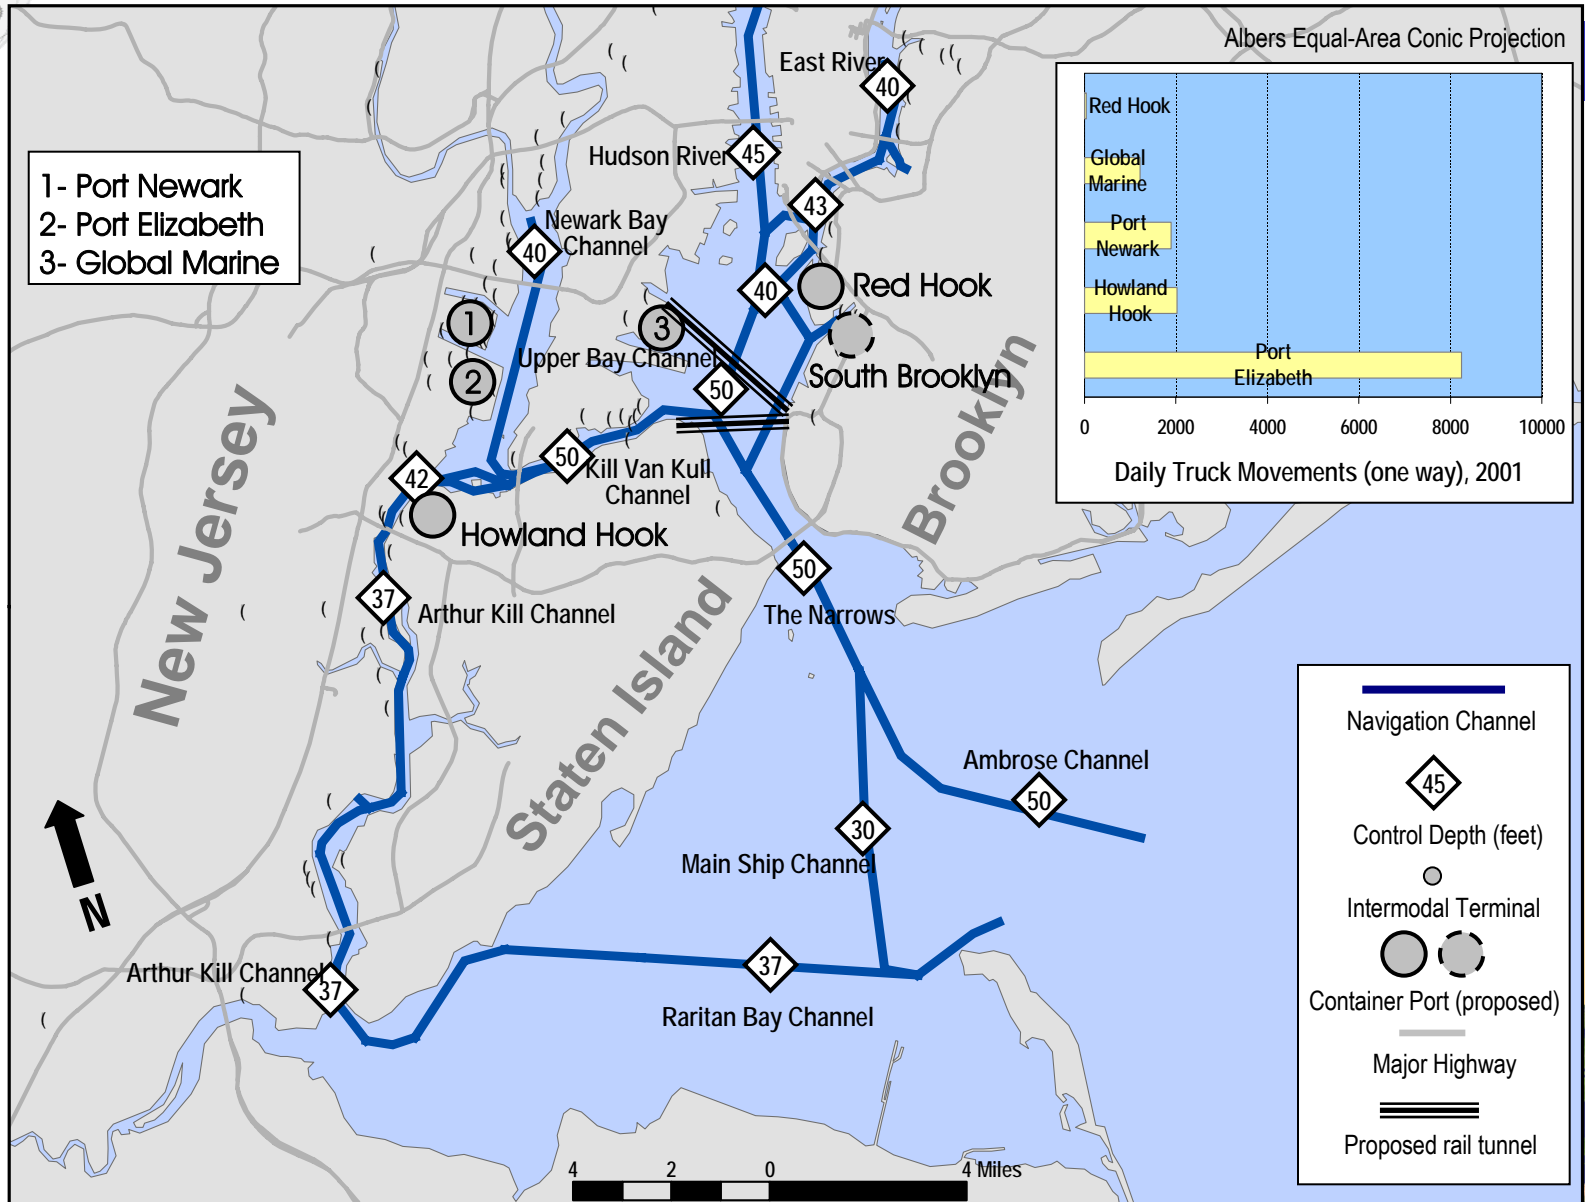 Albers Equal-Area Conic Projection
East River
40
Red Hook
Global
Marine
Port
Newark
Howland
Hook
Port
Elizabeth
0 2000 4000 6000 8000 10000
Daily Truck Movements (one way), 2001
1- Port Newark
2- Port Elizabeth
3- Global Marine
Hudson River
45
43
Newark Bay
Channel
40
40
Red Hook
1
3
2
Upper Bay Channel
South Brooklyn
50
New Jersey
Brooklyn
42
50
Kill Van Kull
Channel
Howland Hook
50
37
Arthur Kill Channel
The Narrows
Staten Island
Navigation Channel
45
Control Depth (feet)
Intermodal Terminal
Container Port (proposed)
Major Highway
Proposed rail tunnel
Ambrose Channel
50
30
Main Ship Channel
N
Arthur Kill Channel
37
37
Raritan Bay Channel
4 2 0 4 Miles